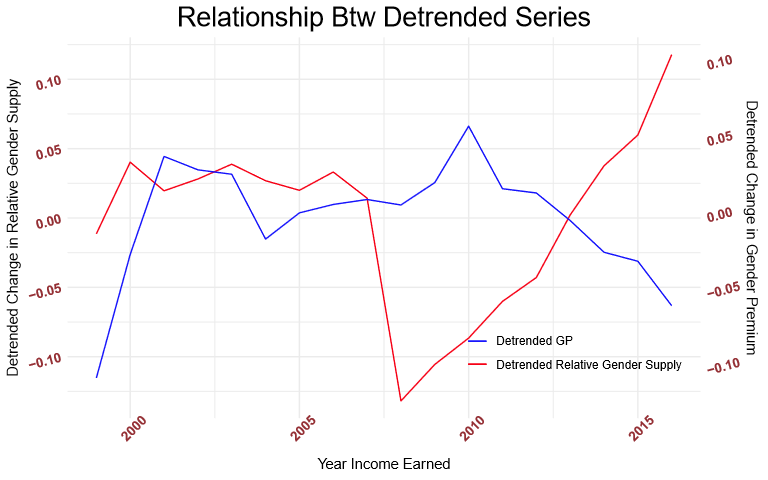 Relationship Btw Detrended Series
Detrended Change in Relative Gender Supply
0.10
0.05
0.00
−0.05
−0.10
0.10
0.05
0.00
−0.05
−0.10
Detrended Change in Gender Premium
Detrended GP
Detrended Relative Gender Supply
2000
2005
2010
2015
Year Income Earned